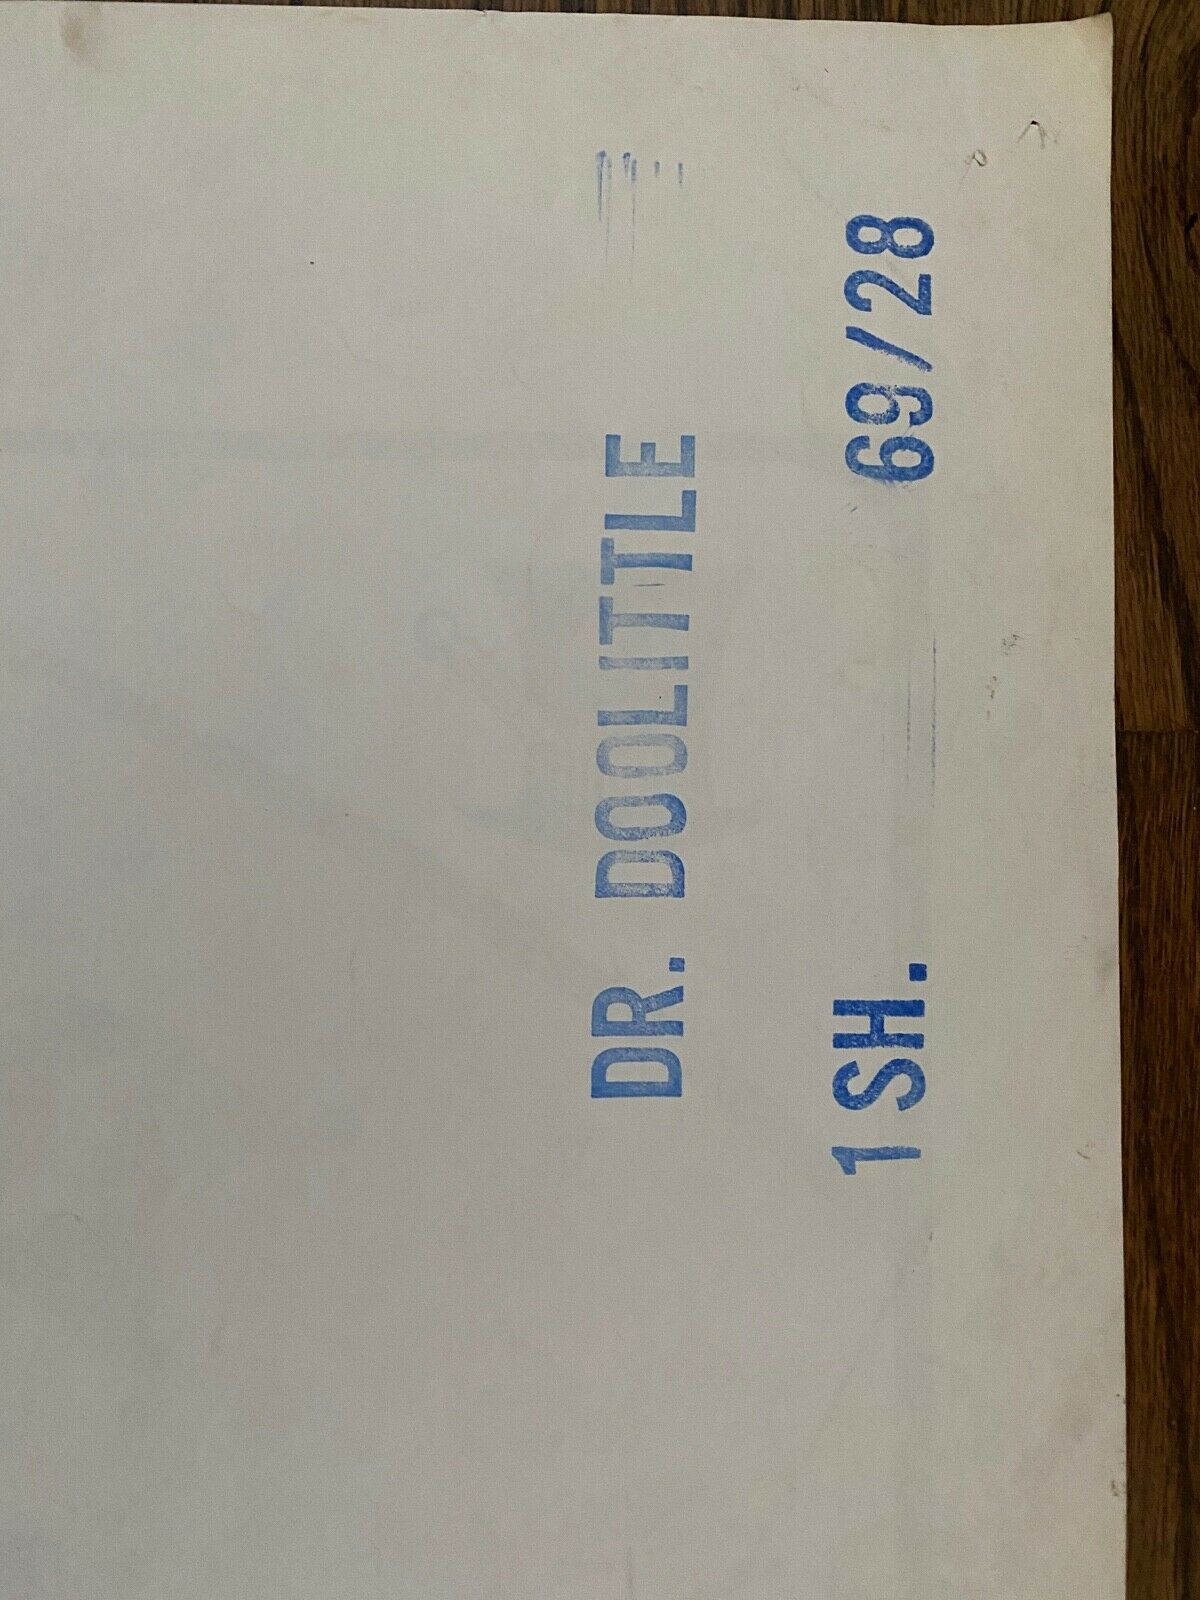 DR. DOOLITTLE
1 SH. 69/28